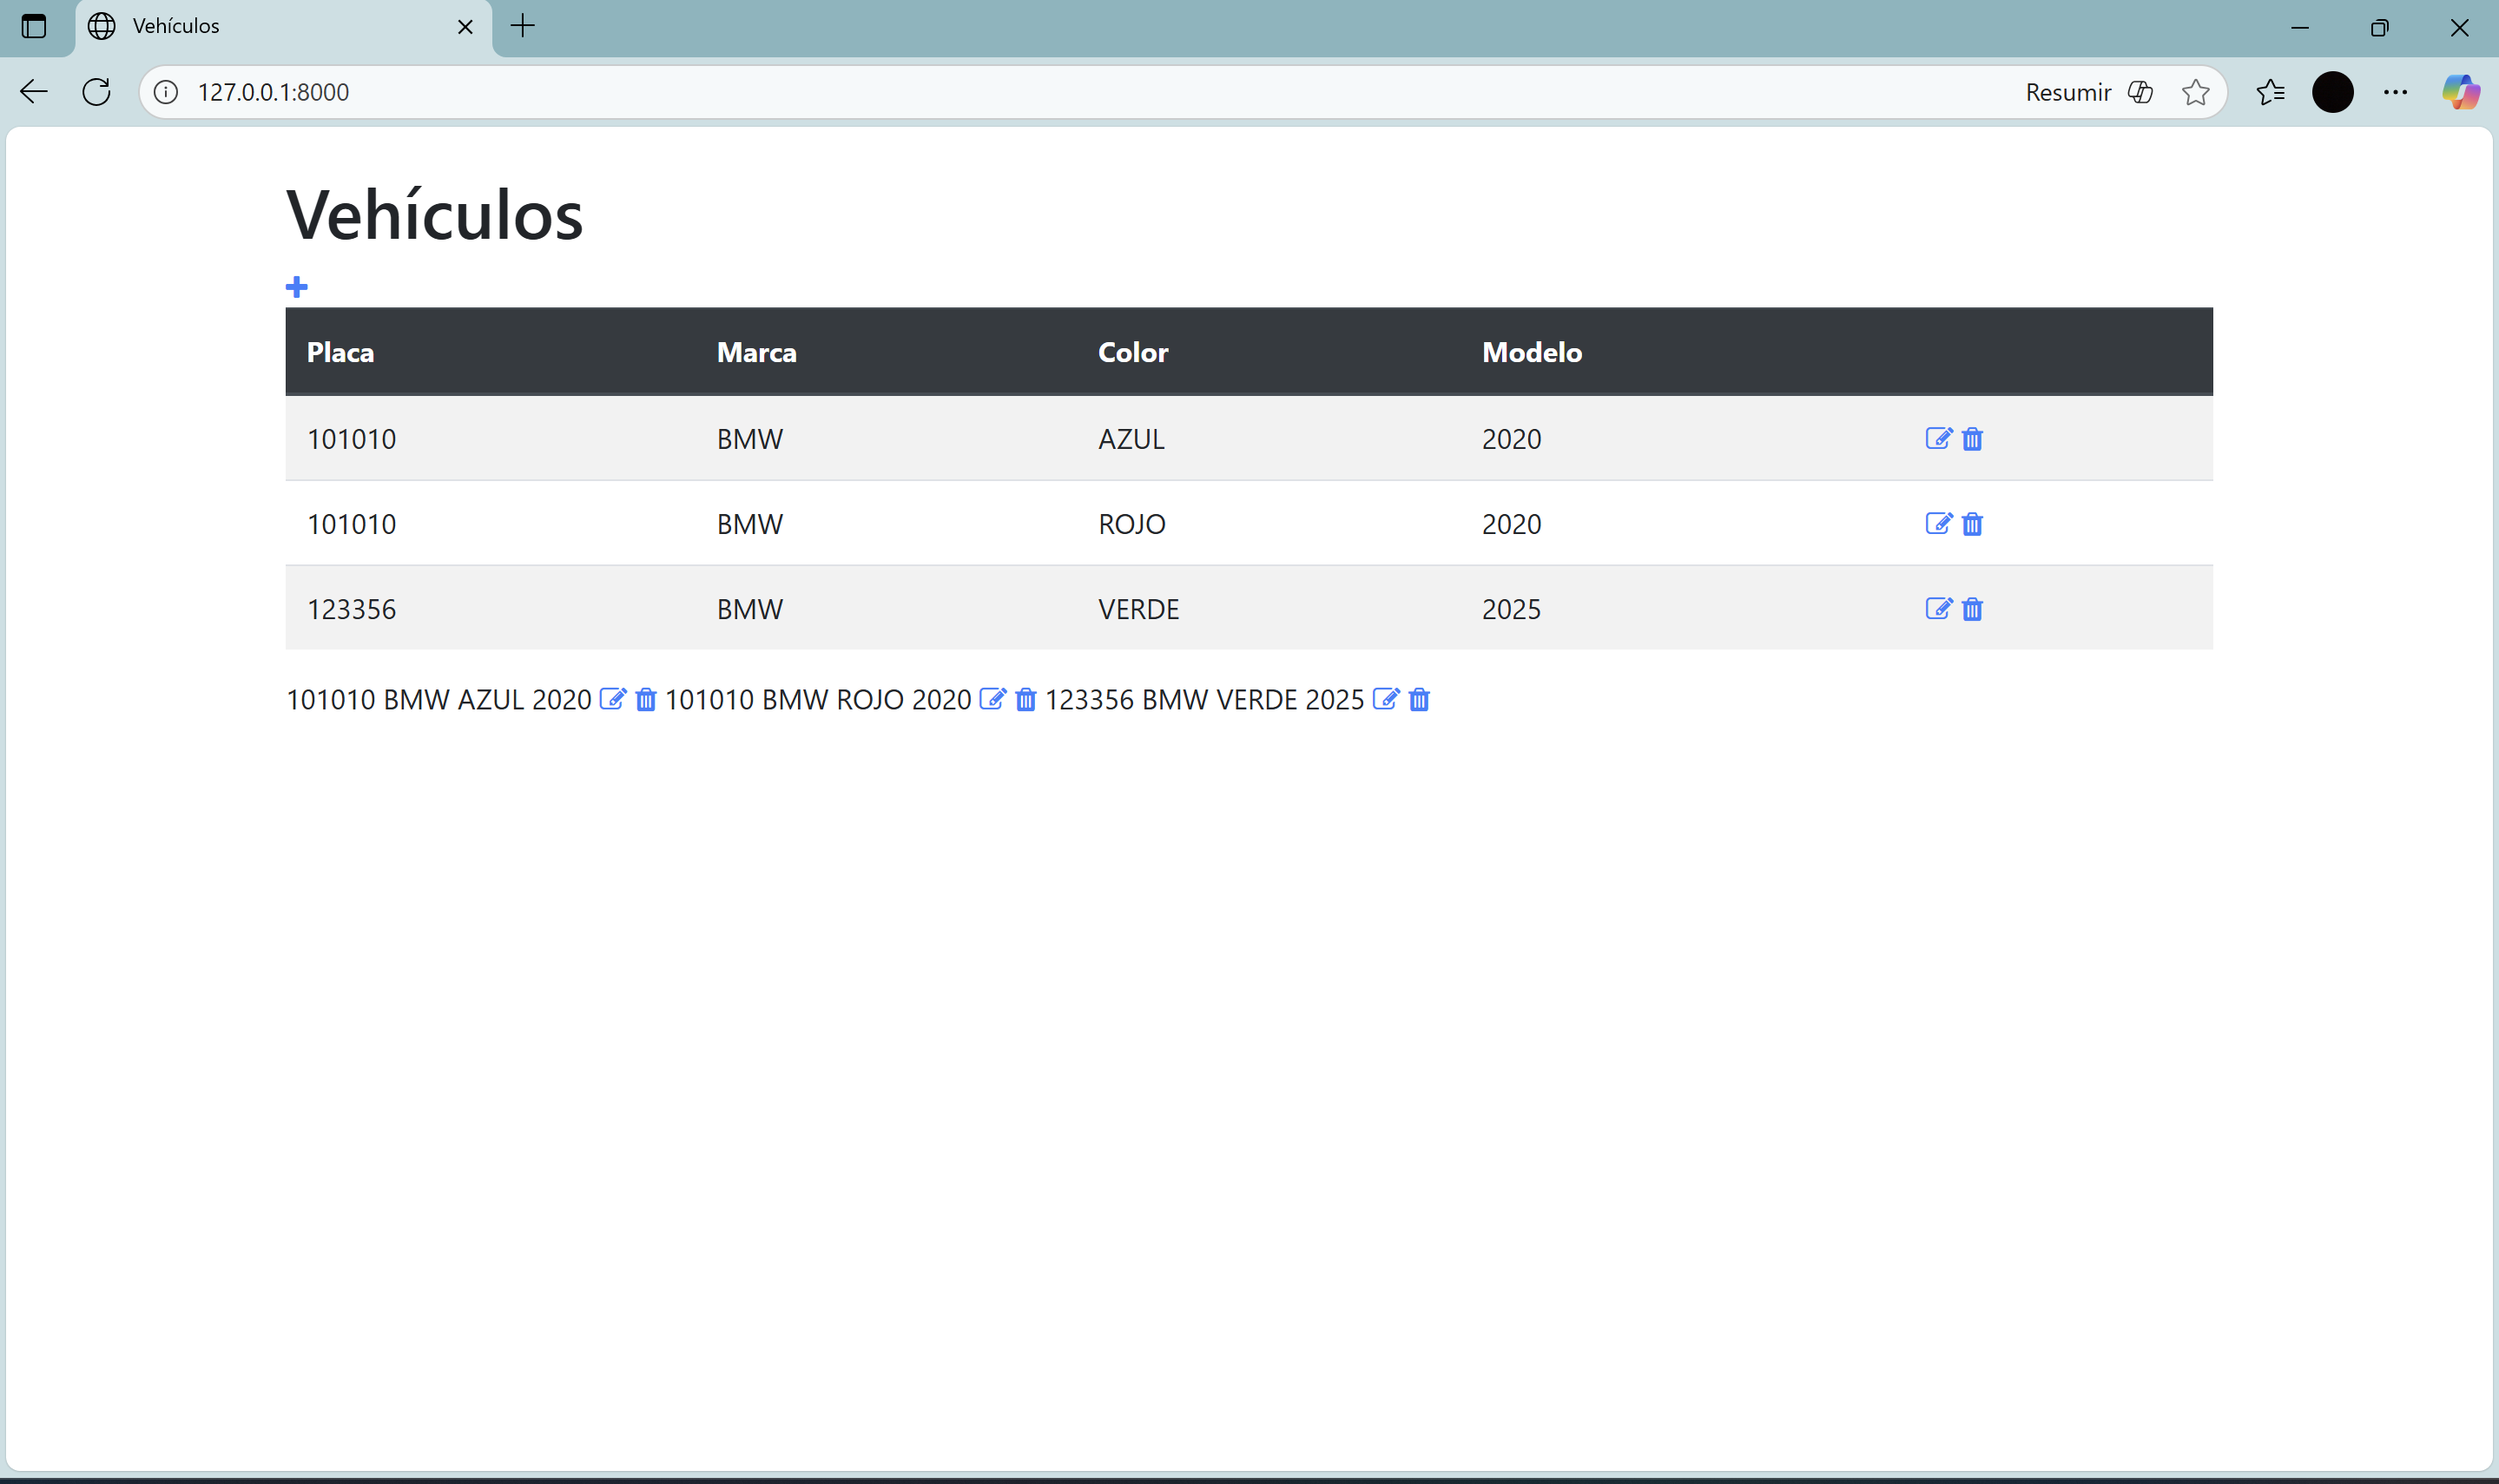 Vehículos
127.0.0.1:8000 Resumir
Vehículos
Placa Marca Color Modelo
101010 BMW AZUL 2020
101010 BMW ROJO 2020
123356 BMW VERDE 2025
101010 BMW AZUL 2020 101010 BMW ROJO 2020 123356 BMW VERDE 2025